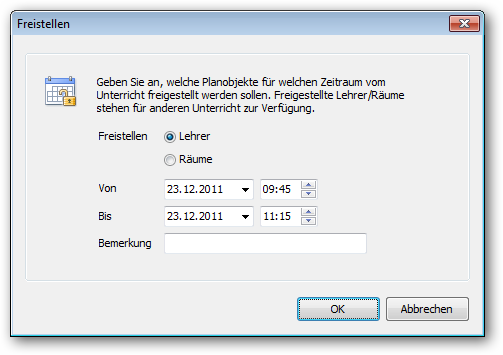 Freistellen
Geben Sie an, welche Planobjekte für welchen Zeitraum vom
Unterricht freigestellt werden sollen. Freigestellte Lehrer/Räume
stehen für anderen Unterricht zur Verfügung.
Freistellen Lehrer
Räume
Von 23.12.2011 09:45
Bis 23.12.2011 11:15
Bemerkung
OK Abbrechen